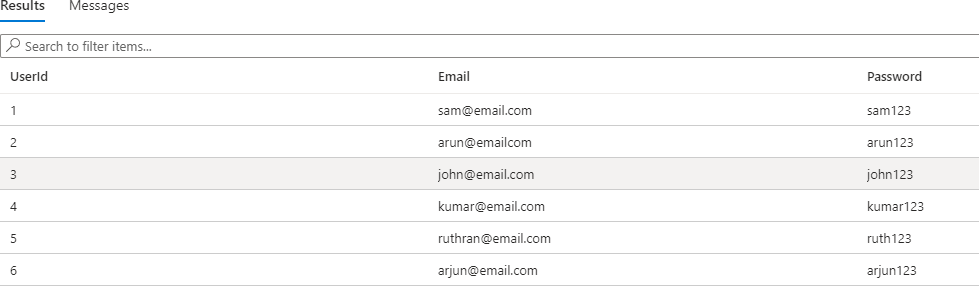 Results Messages
Search to filter items...
UserId Email Password
1 sam@email.com sam123
2 arun@emailcom arun123
3 john@email.com john123
4 kumar@email.com kumar123
5 ruthran@email.com ruth123
6 arjun@email.com arjun123